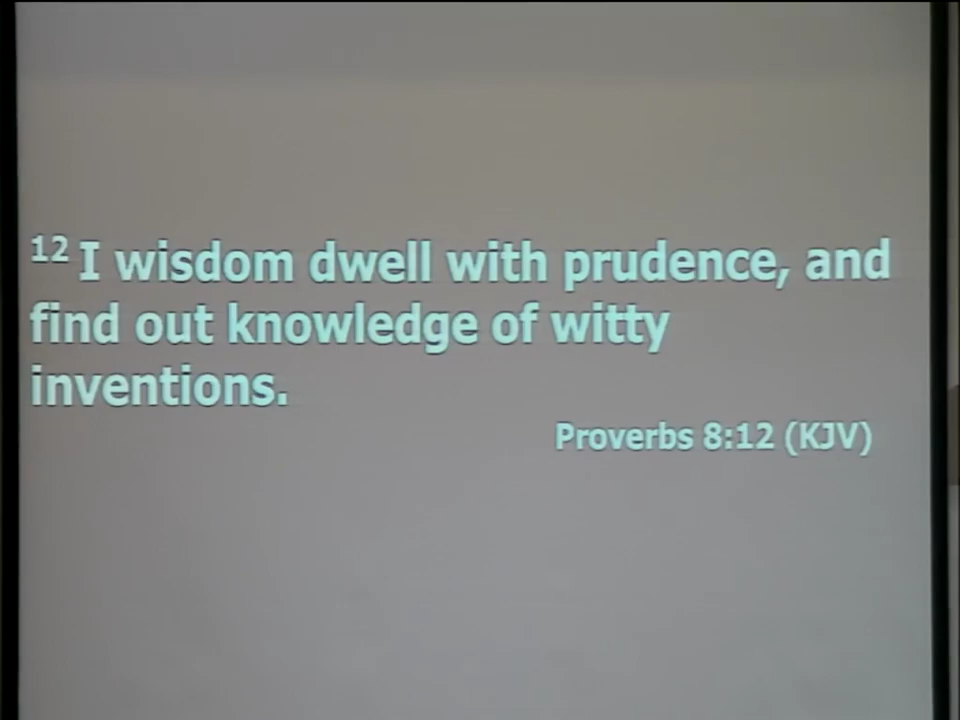 12 I wisdom dwell with prudence, and
find out knowledge of witty
inventions.
Proverbs 8:12 (KJV)